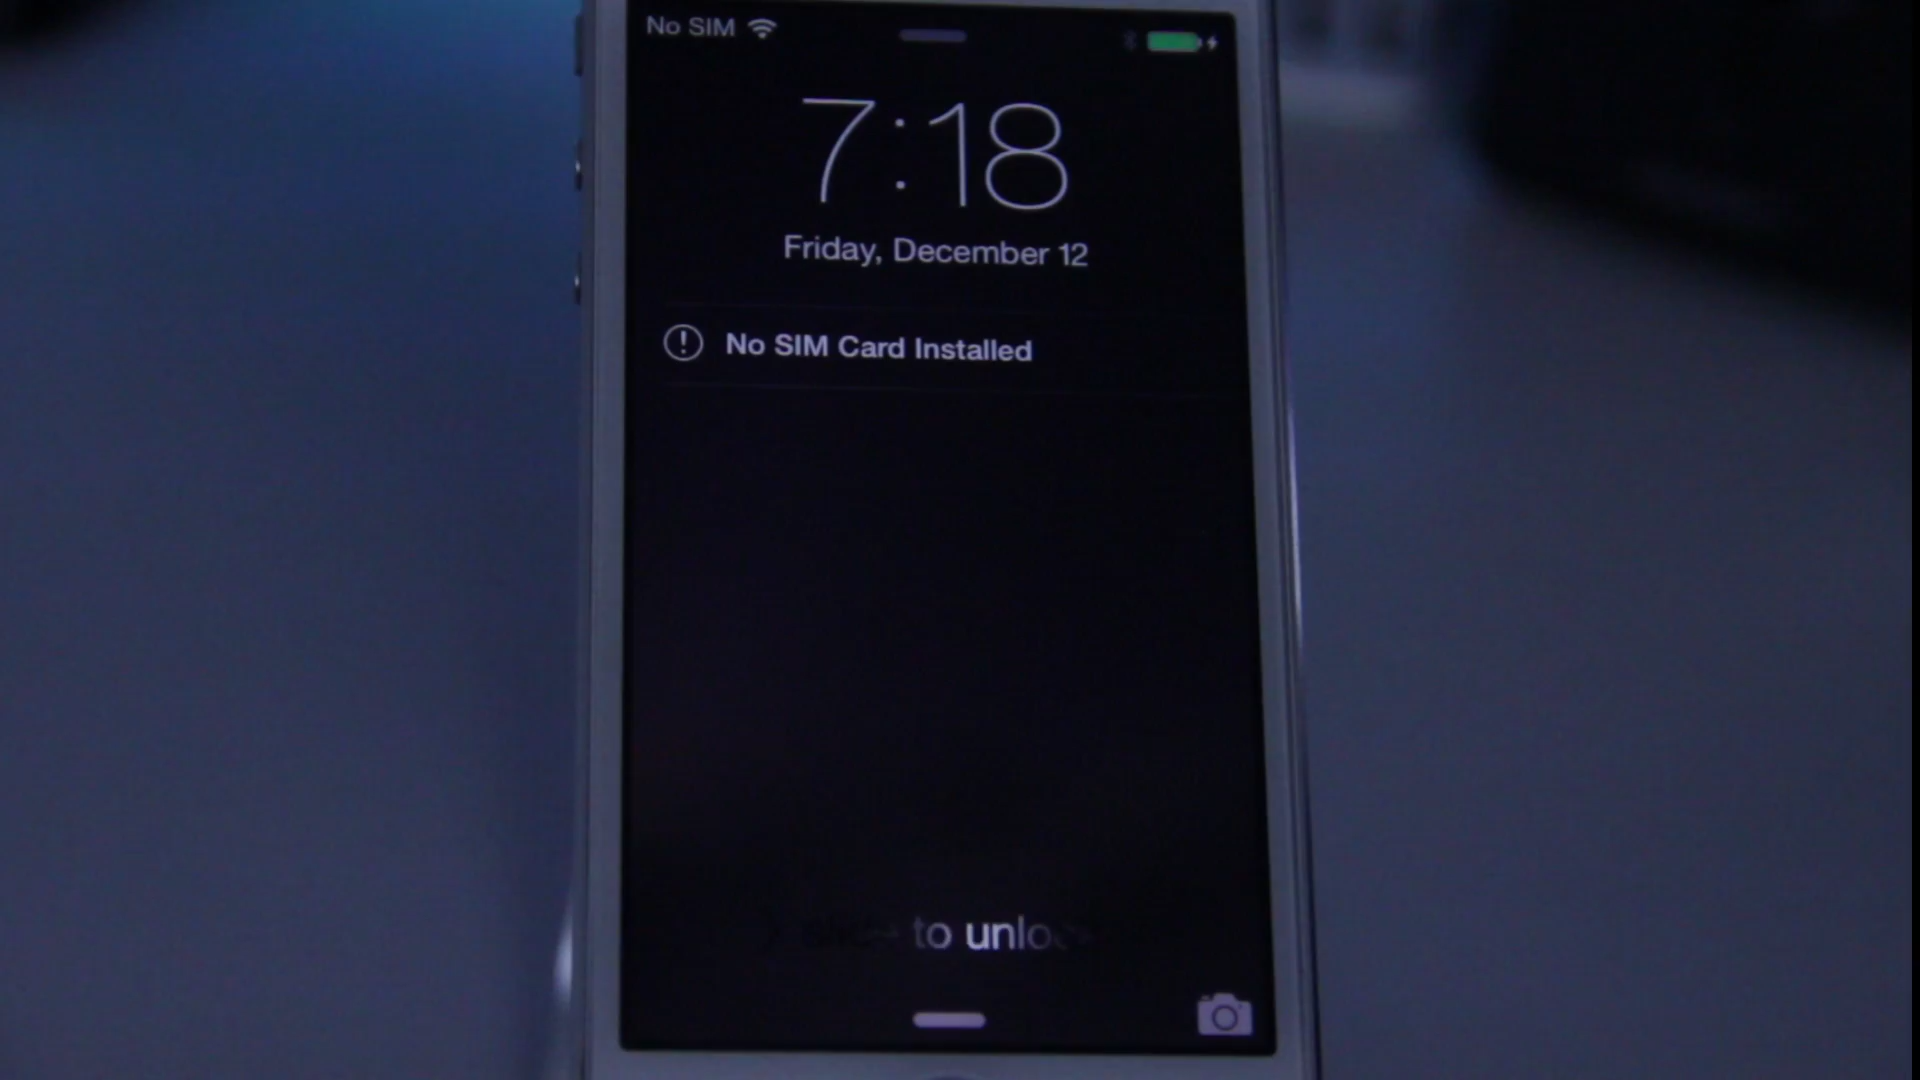 No SIM
7:18
Friday, December 12
No SIM Card Installed
to unlo